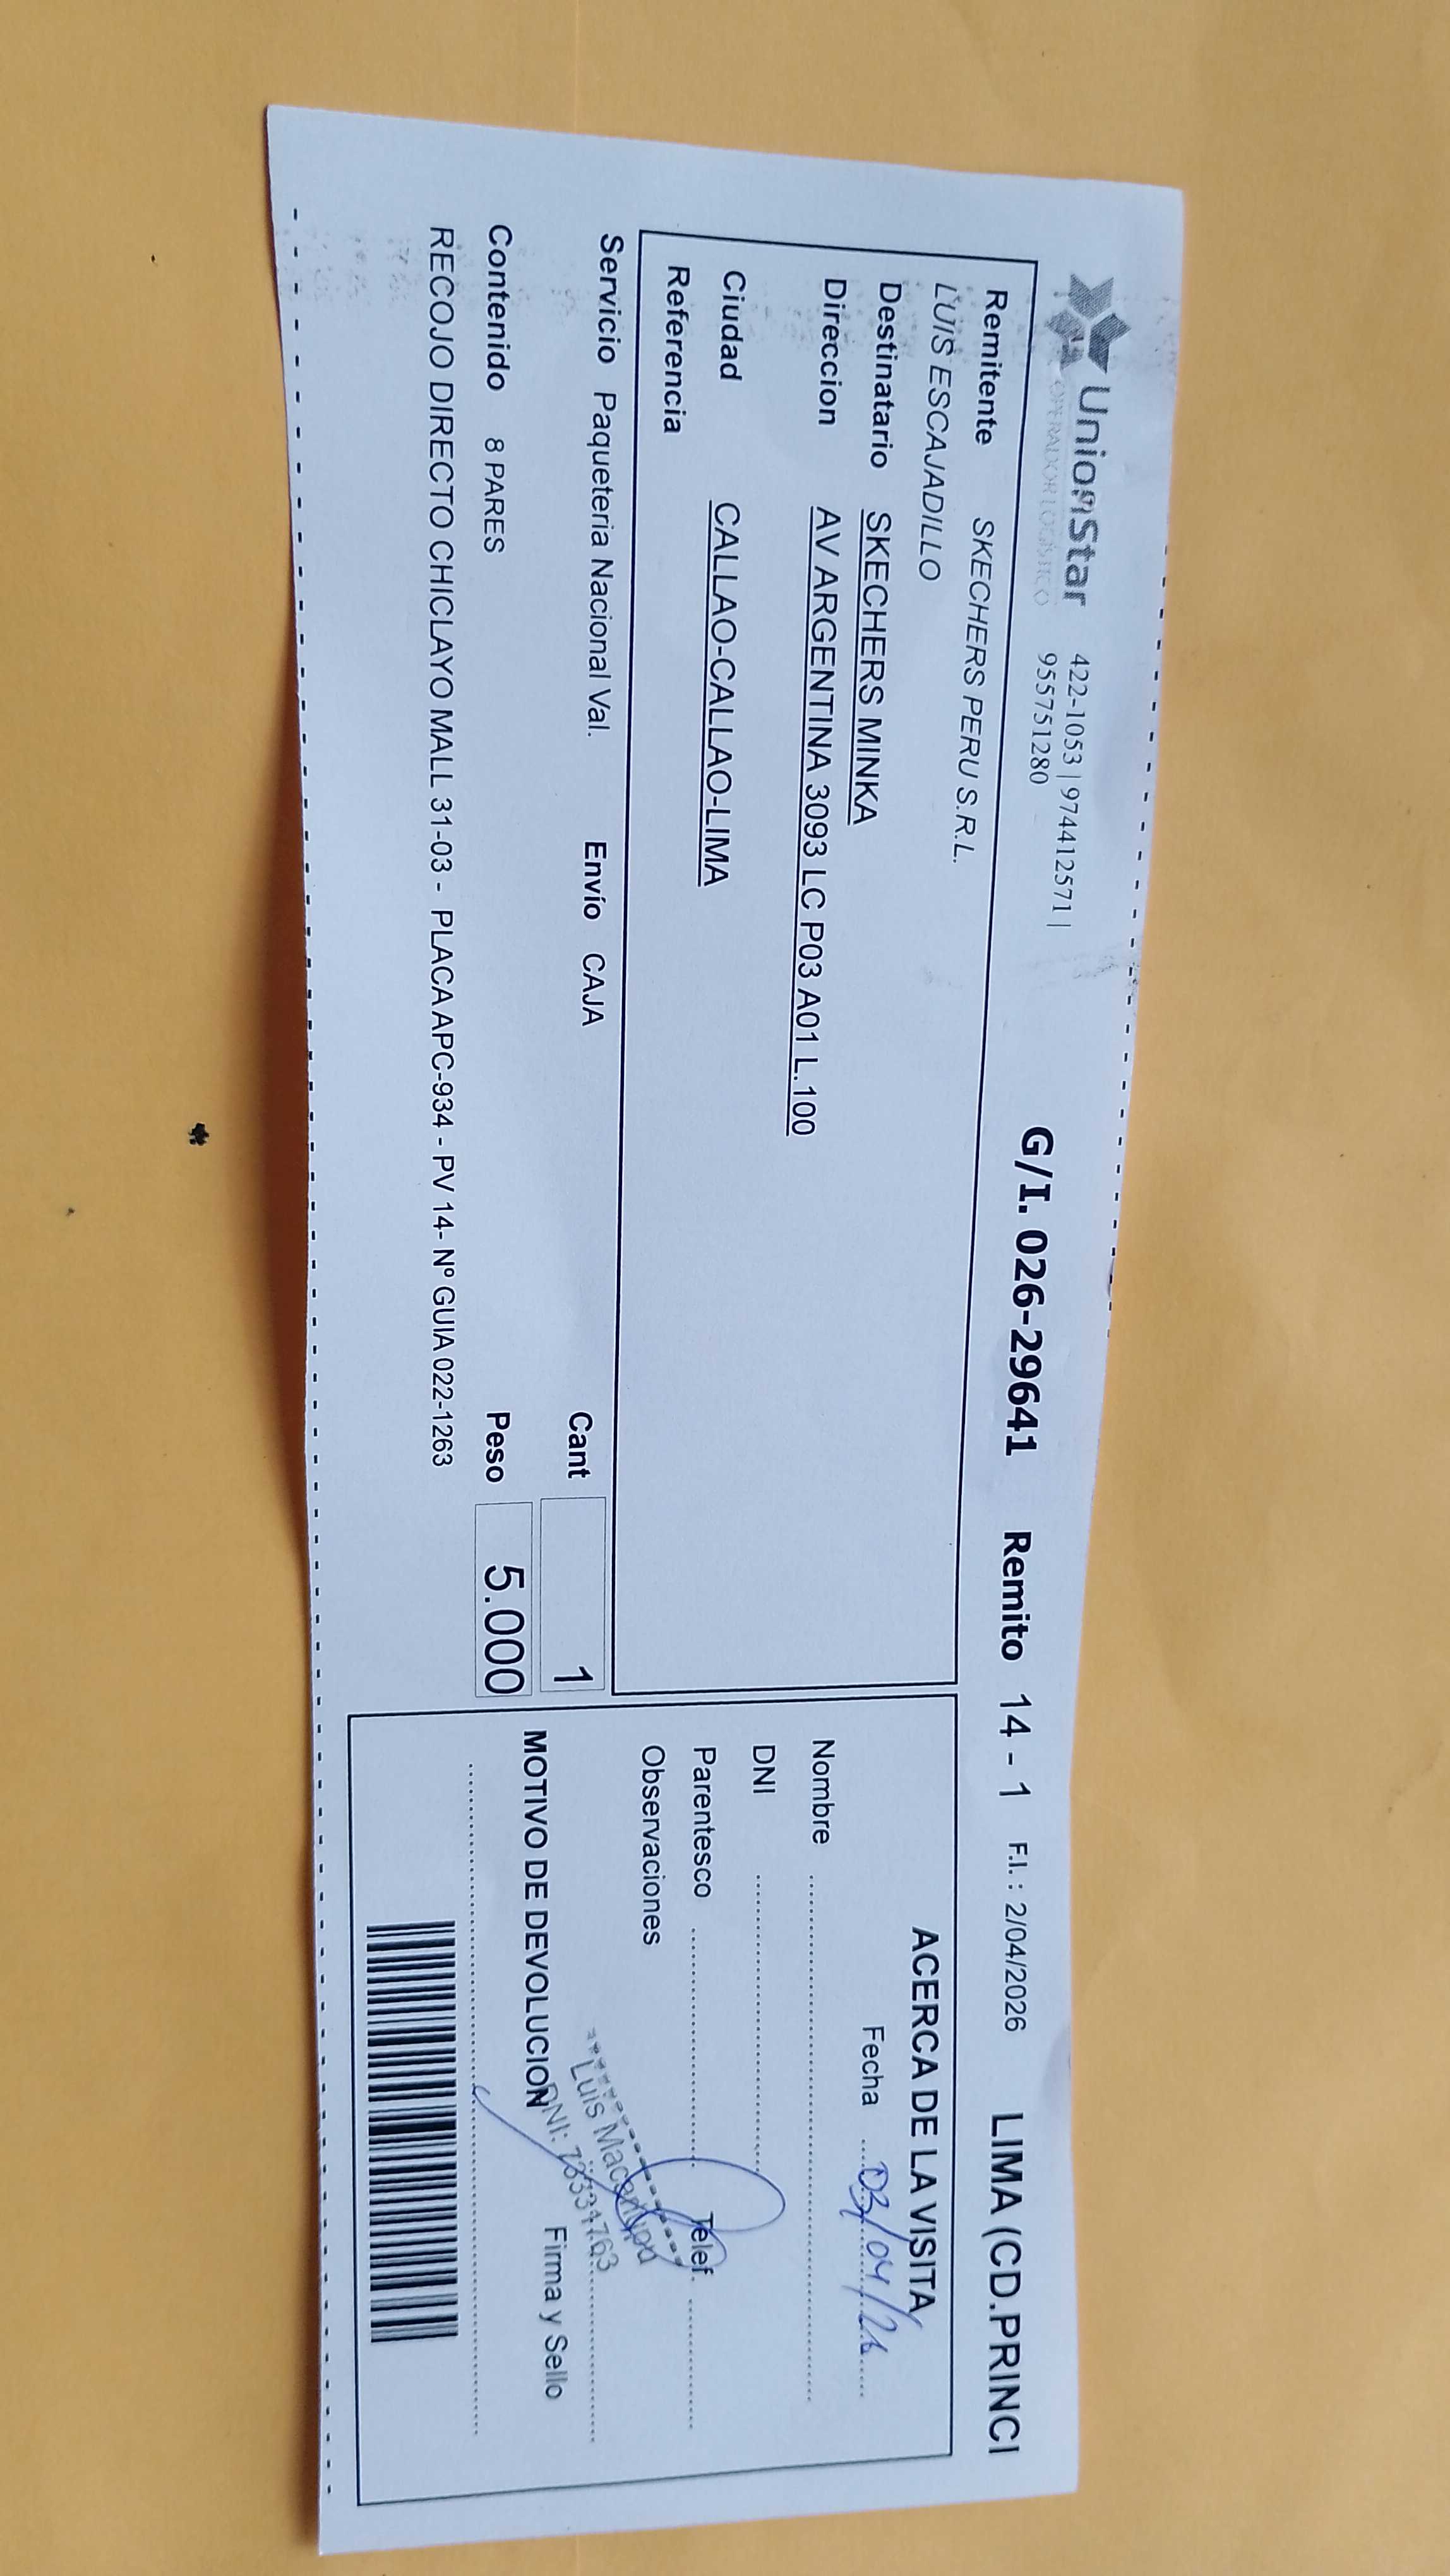 UnionStar
OPERADOR LOGISTICO
422-1053 | 974412571 |
955751280
G/I. 026-29641 Remito 14 - 1 F.I. : 2/04/2026 LIMA (CD.PRINCI
Remitente SKECHERS PERU S.R.L.
LUIS ESCAJADILLO
Destinatario SKECHERS MINKA
Direccion AV ARGENTINA 3093 LC P03 A01 L.100
Ciudad CALLAO-CALLAO-LIMA
Referencia
Servicio Paqueteria Nacional Val. Envío CAJA Cant 1
Contenido 8 PARES Peso 5.000
RECOJO DIRECTO CHICLAYO MALL 31-03 - PLACA APC-934 - PV 14- Nº GUIA 022-1263
ACERCA DE LA VISITA
Fecha 03/04/26
Nombre
DNI
Parentesco Telef.
Observaciones
Luis
DNI:
Firma y Sello
MOTIVO DE DEVOLUCION